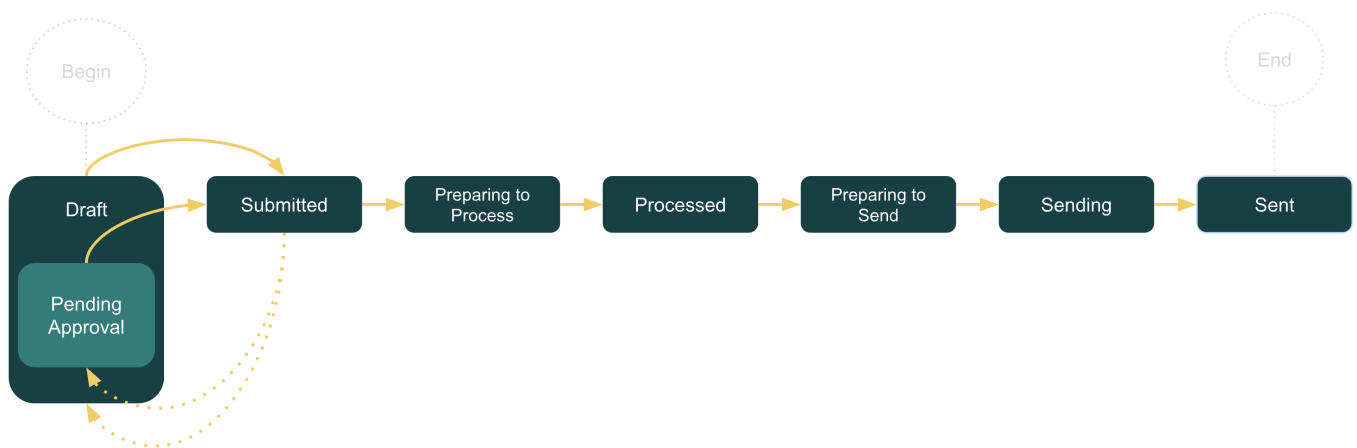 Begin
End
Draft
Submitted
Preparing to
Process
Processed
Preparing to
Send
Sending
Sent
Pending
Approval